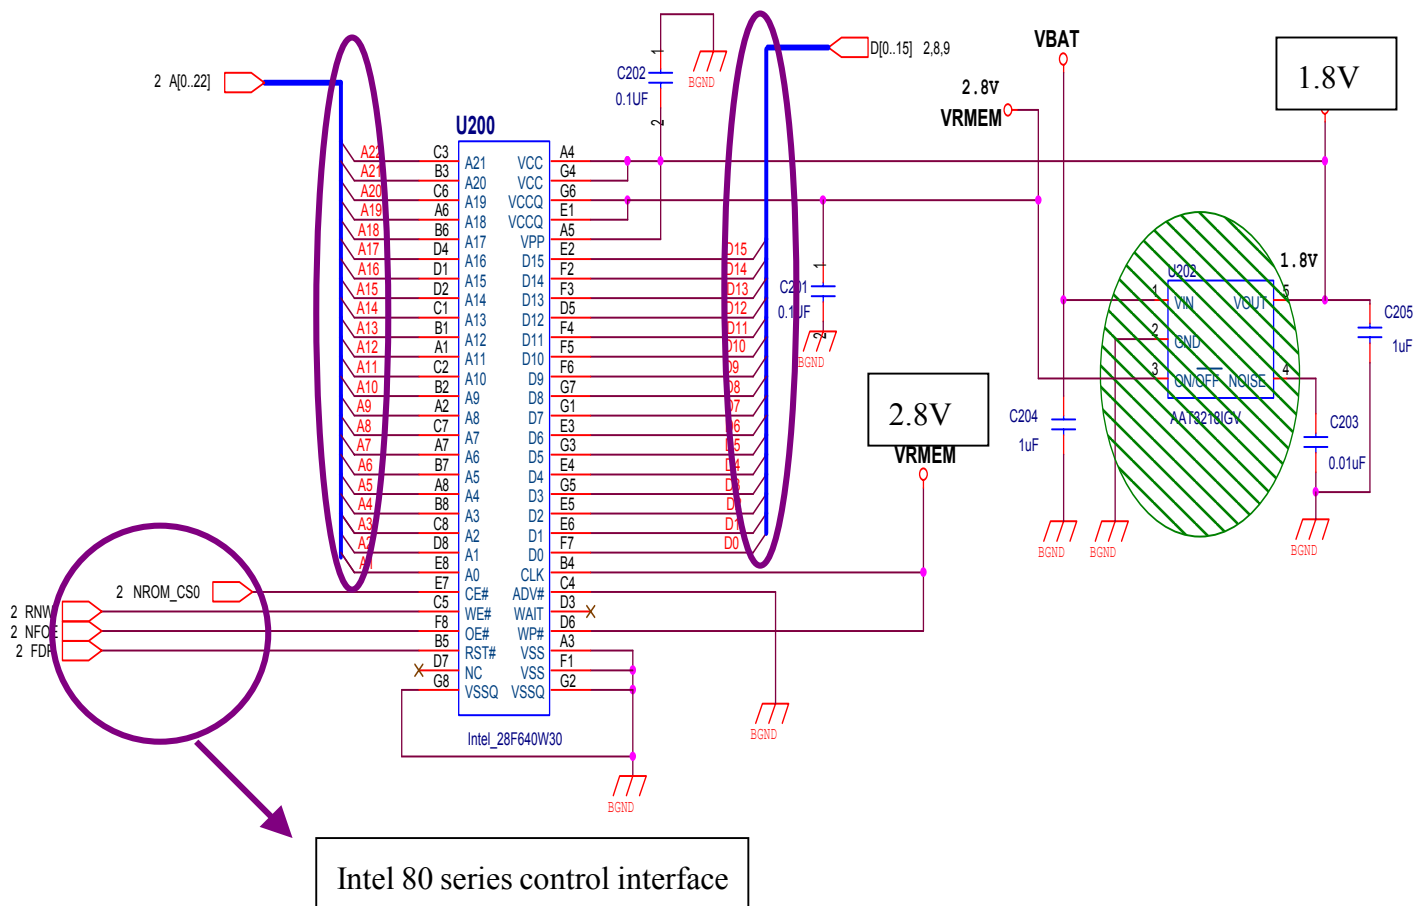 VBAT
D[0..15] 2,8,9
2 A[0..22]
1.8V
2.8V
VRMEM
C202
0.1UF
1
2
BGND
U200
A22 C3 A21 VCC A4
A21 B3 A20 VCC G4
A20 C6 A19 VCCQ G6
A19 A6 A18 VCCQ E1
A18 B6 A17 VPP A5
A17 D4 A16 D15 E2 D15
A16 D1 A15 D14 F2 D14
A15 D2 A14 D13 F3 D13
A14 C1 A13 D12 D5 D12
A13 B1 A12 D11 F4 D11
A12 A1 A11 D10 F5 D10
A11 C2 A10 D9 F6 D9
A10 B2 A9 D8 G7 D8
A9 A2 A8 D7 G1 D7
A8 C7 A7 D6 E3 D6
A7 A7 A6 D5 G3 D5
A6 B7 A5 D4 E4 D4
A5 A8 A4 D3 G5 D3
A4 B8 A3 D2 E5
A3 C8 A2 D1 E6 D1
A2 D8 A1 D0 F7 D0
A1 E8 A0 CLK B4
2 NROM_CS0 E7 CE# ADV# C4
2 RNW C5 WE# WAIT D3
2 NFOE F8 OE# WP# D6
2 FDP B5 RST# VSS A3
D7 NC VSS F1
G8 VSSQ VSSQ G2
Intel_28F640W30
BGND
BGND
C201
0.1UF
1
2
BGND
2.8V
VRMEM
1.8V
U202
1 VIN VOUT 5
2 GND
3 ON/OFF NOISE 4
AAT3218IGV
C205
1uF
C204
1uF
C203
0.01uF
BGND
BGND
BGND
Intel 80 series control interface